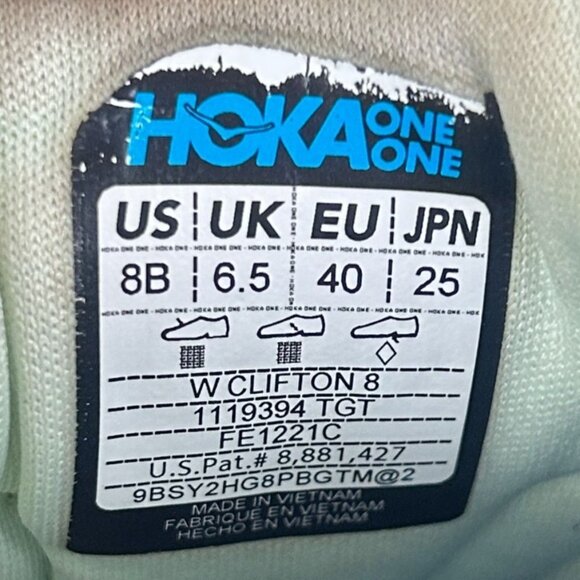 HOKA ONE ONE
US UK EU JPN
8B 6.5 40 25
W CLIFTON 8
1119394 TGT
FE1221C
U.S.Pat.# 8,881,427
9BSY2HG8PBGTM@2
MADE IN VIETNAM
FABRIQUE EN VIETNAM
HECHO EN VIETNAM